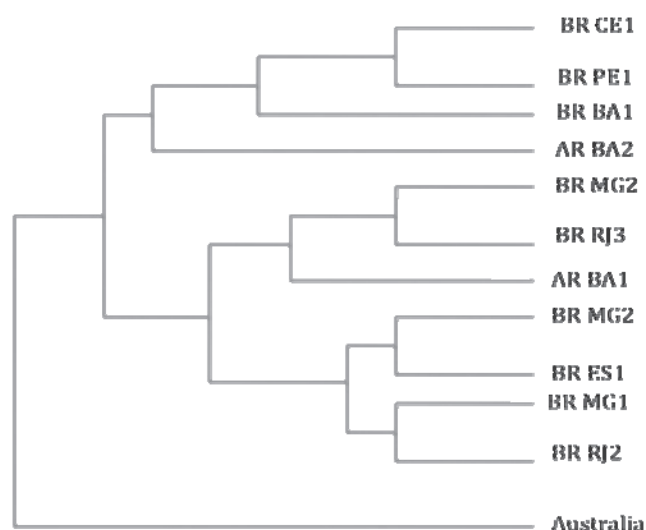 BR CE1
BR PE1
BR BA1
AR BA2
BR MG2
BR RJ3
AR BA1
BR MG2
BR ES1
BR MG1
BR RJ2
Australia